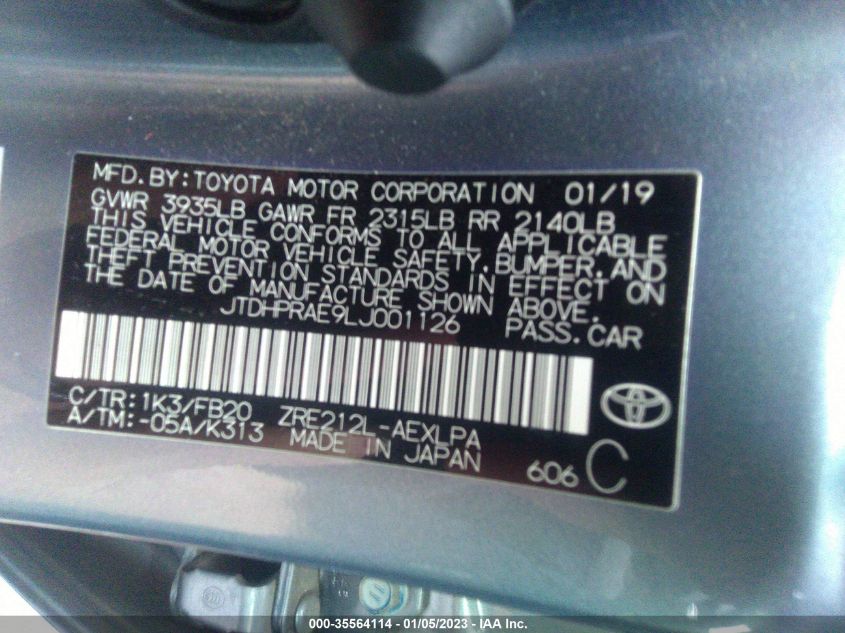 MFD. BY: TOYOTA MOTOR CORPORATION 01/19
GVWR 3935LB GAWR FR 2315LB RR 2140LB
THIS VEHICLE CONFORMS TO ALL APPLICABLE
FEDERAL MOTOR VEHICLE SAFETY, BUMPER, AND
THEFT PREVENTION STANDARDS IN EFFECT ON
THE DATE OF MANUFACTURE SHOWN ABOVE.
JTDHPRAE9LJ001126 PASS. CAR
C/TR: 1K3/FB20 ZRE212L-AEXLPA
A/TM: -05A/K313 MADE IN JAPAN
606 C
000-35564114 - 01/05/2023 - IAA Inc.